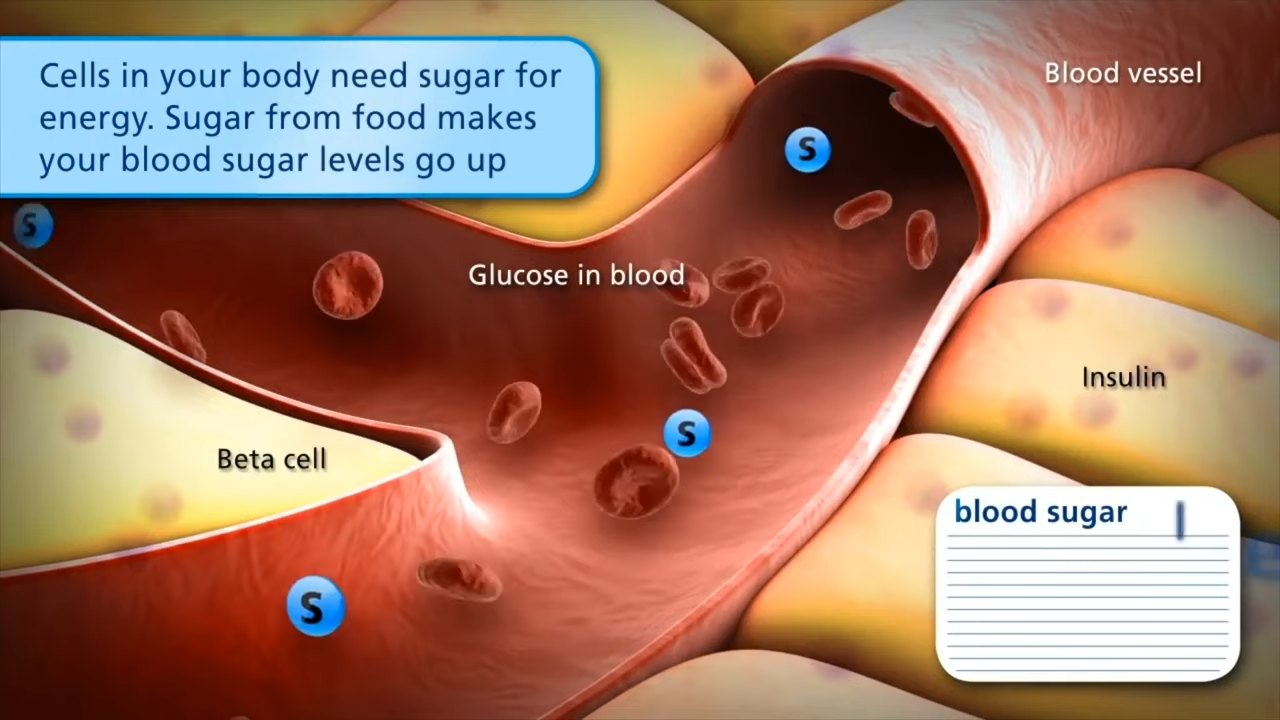 Cells in your body need sugar for
energy. Sugar from food makes
your blood sugar levels go up
Blood vessel
S
S
Glucose in blood
Insulin
S
Beta cell
blood sugar
S